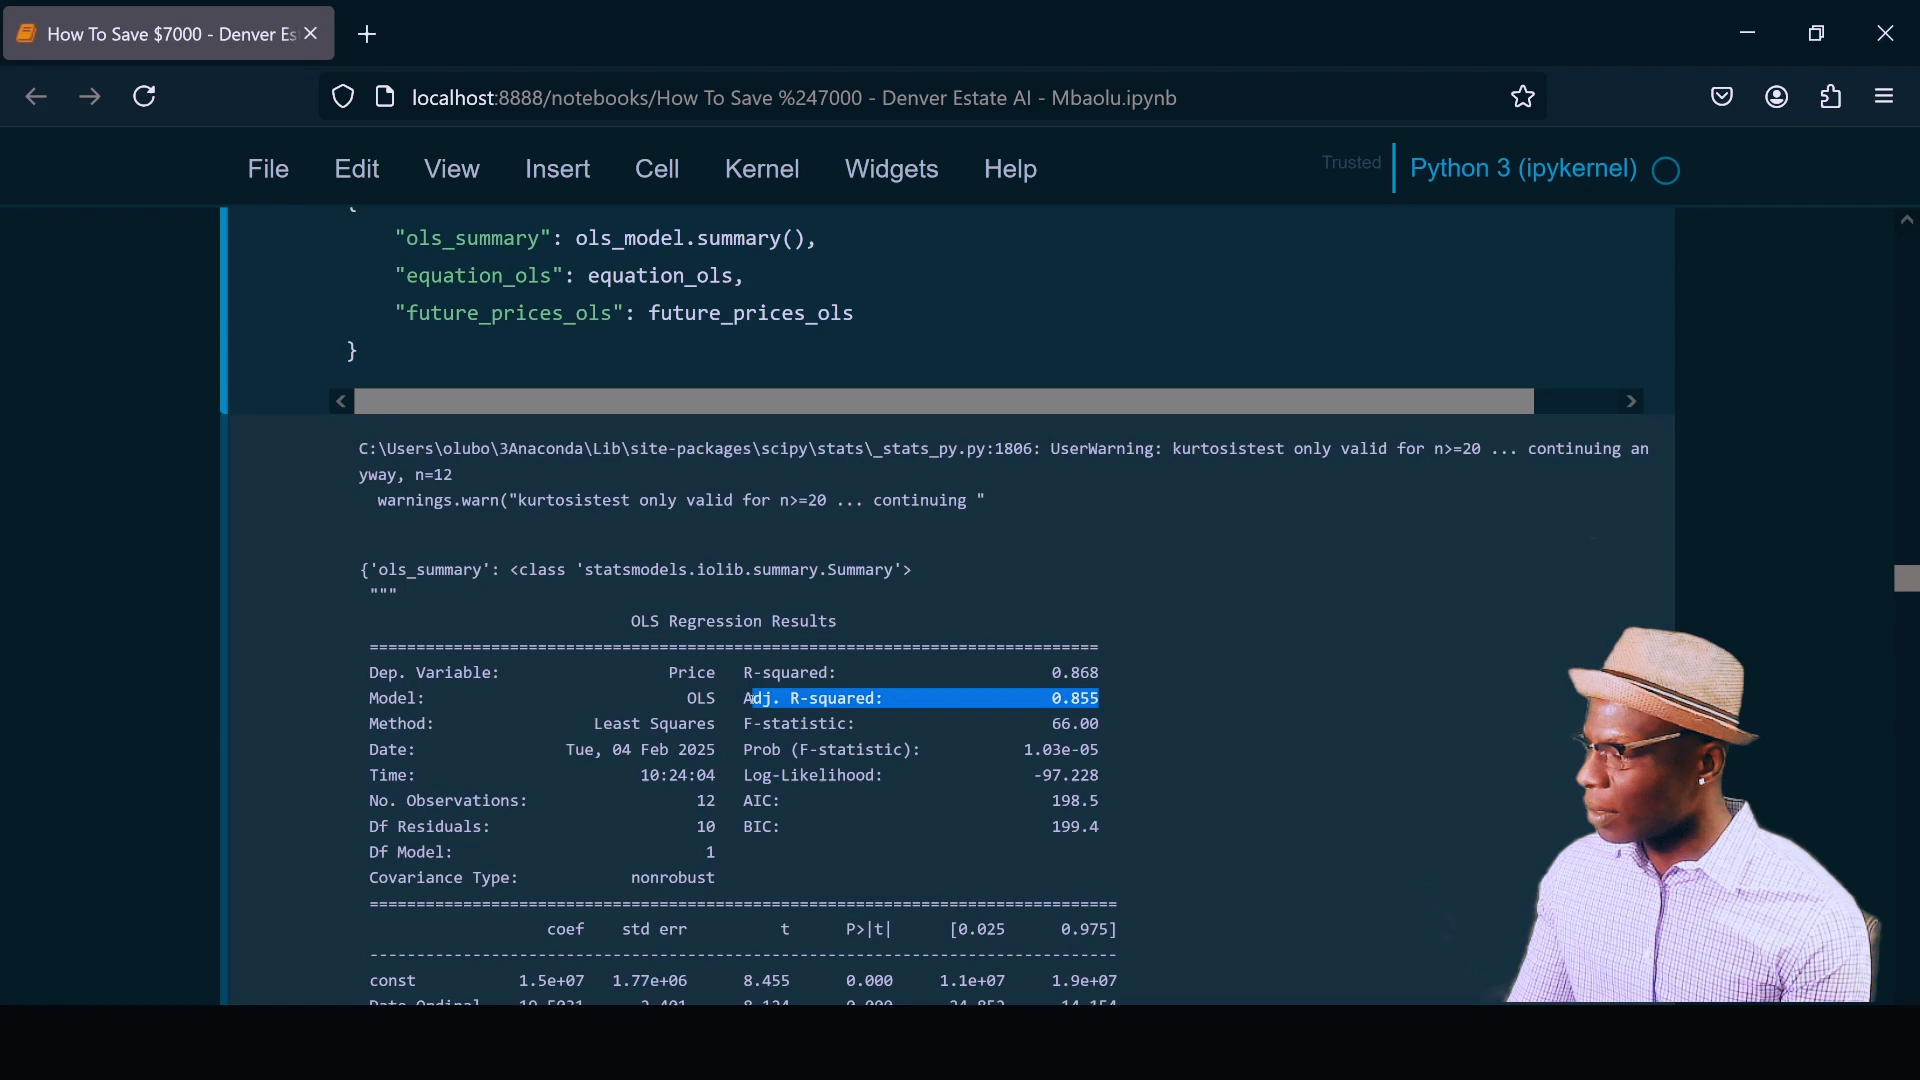 How To Save $7000 - Denver Es
localhost:8888/notebooks/How To Save %247000 - Denver Estate AI - Mbaolu.ipynb
File Edit View Insert Cell Kernel Widgets Help Trusted Python 3 (ipykernel)
{
"ols_summary": ols_model.summary(),
"equation_ols": equation_ols,
"future_prices_ols": future_prices_ols
}
C:\Users\olubo\3Anaconda\Lib\site-packages\scipy\stats\_stats_py.py:1806: UserWarning: kurtosistest only valid for n>=20 ... continuing an
yway, n=12
warnings.warn("kurtosistest only valid for n>=20 ... continuing "
{'ols_summary': <class 'statsmodels.iolib.summary.Summary'>
"""
OLS Regression Results
==============================================================================
Dep. Variable: Price R-squared: 0.868
Model: OLS Adj. R-squared: 0.855
Method: Least Squares F-statistic: 66.00
Date: Tue, 04 Feb 2025 Prob (F-statistic): 1.03e-05
Time: 10:24:04 Log-Likelihood: -97.228
No. Observations: 12 AIC: 198.5
Df Residuals: 10 BIC: 199.4
Df Model: 1
Covariance Type: nonrobust
================================================================================
coef std err t P>|t| [0.025 0.975]
--------------------------------------------------------------------------------
const 1.5e+07 1.77e+06 8.455 0.000 1.1e+07 1.9e+07